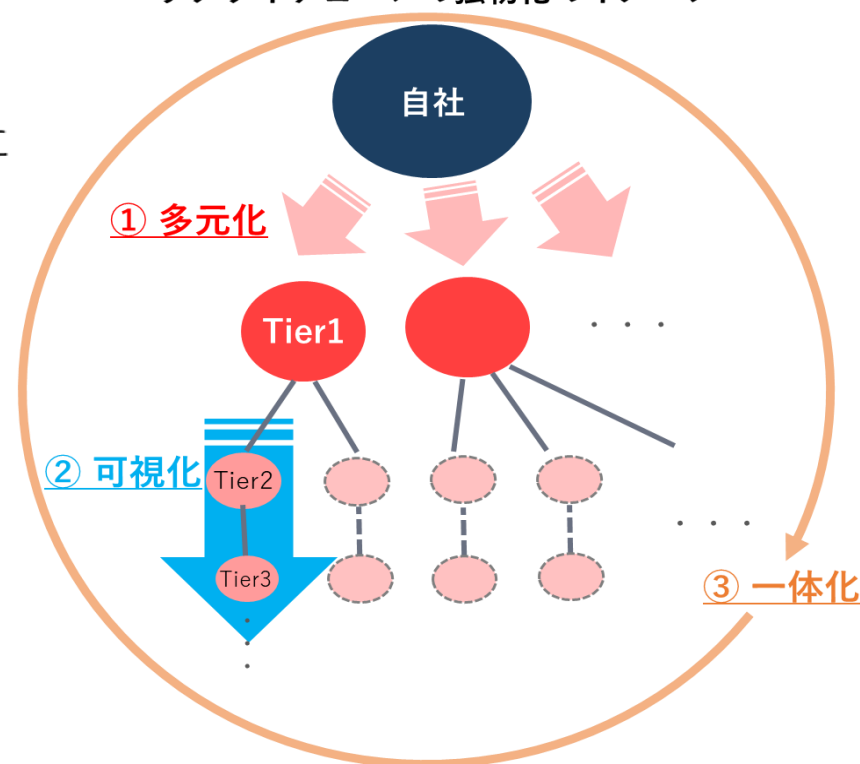 自社
① 多元化
Tier1
・・・
② 可視化
Tier2
・・・
Tier3
③ 一体化
・・・